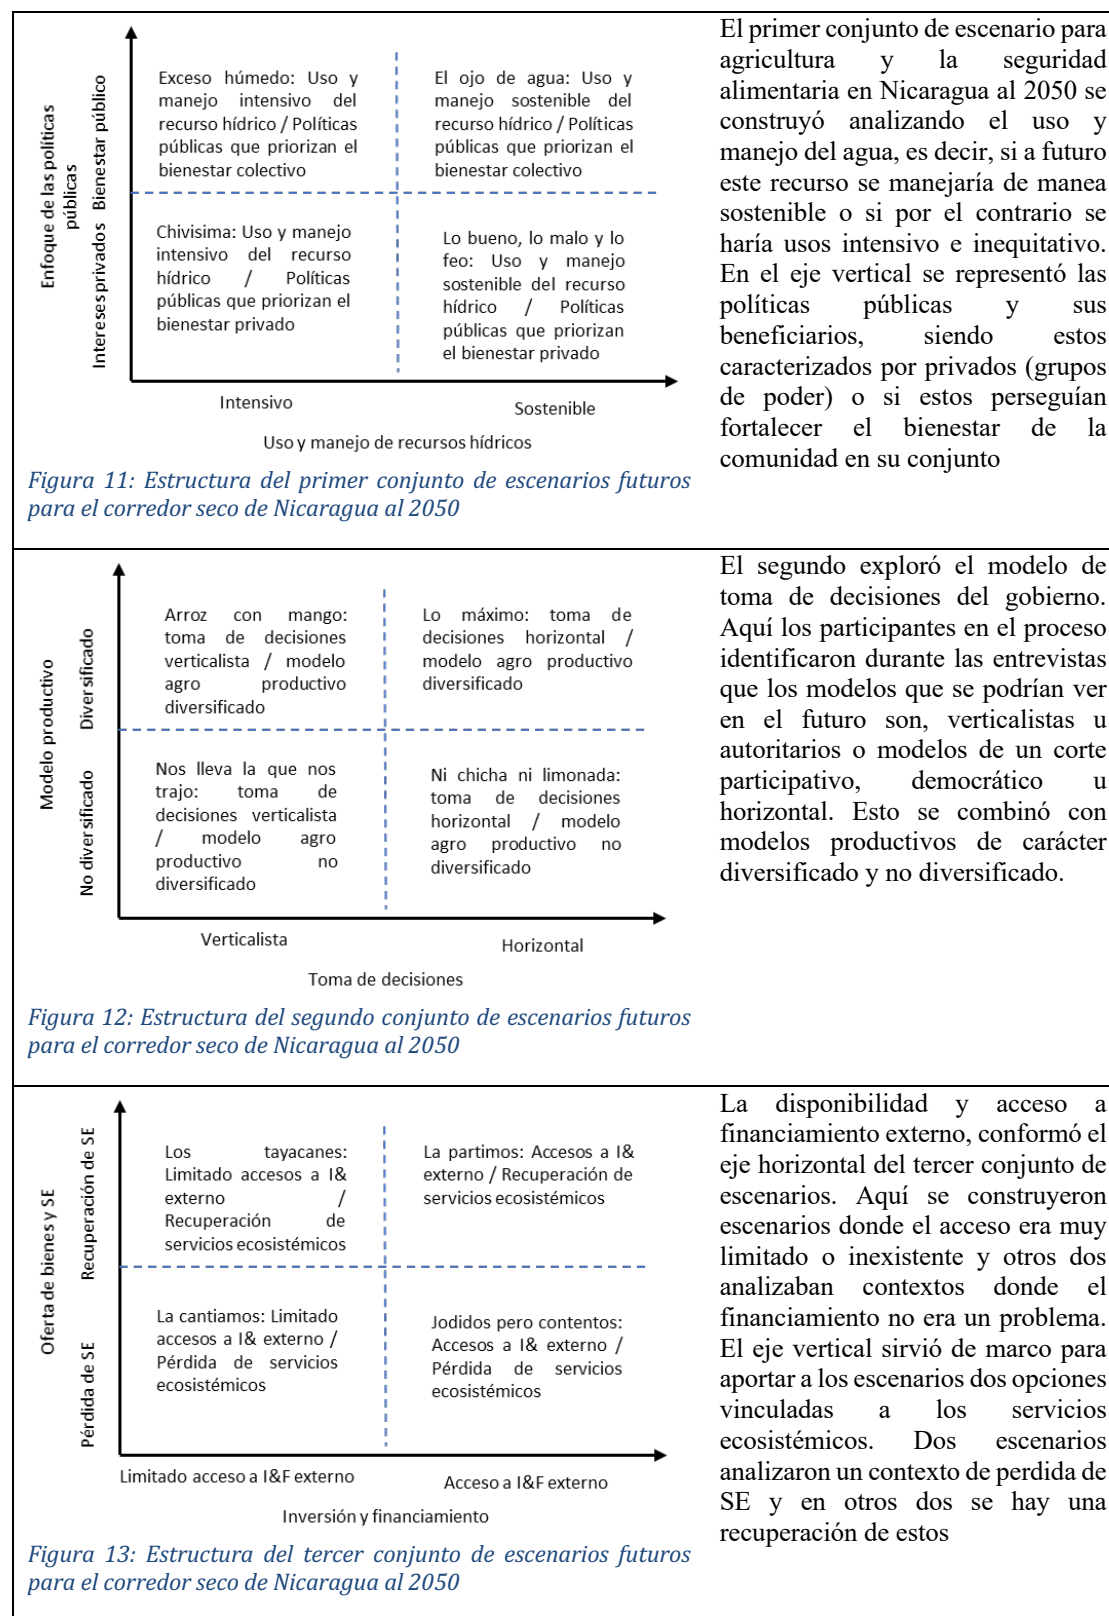 Enfoque de las políticas
públicas
Intereses privados Bienestar público
Exceso húmedo: Uso y
manejo intensivo del
recurso hídrico / Políticas
públicas que priorizan el
bienestar colectivo
El ojo de agua: Uso y
manejo sostenible del
recurso hídrico / Políticas
públicas que priorizan el
bienestar colectivo
Chivisima: Uso y manejo
intensivo del recurso
hídrico / Políticas
públicas que priorizan el
bienestar privado
Lo bueno, lo malo y lo
feo: Uso y manejo
sostenible del recurso
hídrico / Políticas
públicas que priorizan
el bienestar privado
Intensivo
Sostenible
Uso y manejo de recursos hídricos
Figura 11: Estructura del primer conjunto de escenarios futuros
para el corredor seco de Nicaragua al 2050
El primer conjunto de escenario para
agricultura y la seguridad
alimentaria en Nicaragua al 2050 se
construyó analizando el uso y
manejo del agua, es decir, si a futuro
este recurso se manejaría de manea
sostenible o si por el contrario se
haría usos intensivo e inequitativo.
En el eje vertical se representó las
políticas públicas y sus
beneficiarios, siendo estos
caracterizados por privados (grupos
de poder) o si estos perseguían
fortalecer el bienestar de la
comunidad en su conjunto
Modelo productivo
No diversificado
Diversificado
Arroz con mango:
toma de decisiones
verticalista / modelo
agro productivo
diversificado
Lo máximo: toma de
decisiones horizontal /
modelo agro productivo
diversificado
Nos lleva la que nos
trajo: toma de
decisiones verticalista
/ modelo agro
productivo no
diversificado
Ni chicha ni limonada:
toma de decisiones
horizontal / modelo
agro productivo no
diversificado
Verticalista
Horizontal
Toma de decisiones
Figura 12: Estructura del segundo conjunto de escenarios futuros
para el corredor seco de Nicaragua al 2050
El segundo exploró el modelo de
toma de decisiones del gobierno.
Aquí los participantes en el proceso
identificaron durante las entrevistas
que los modelos que se podrían ver
en el futuro son, verticalistas u
autoritarios o modelos de un corte
participativo, democrático u
horizontal. Esto se combinó con
modelos productivos de carácter
diversificado y no diversificado.
Oferta de bienes y SE
Pérdida de SE
Recuperación de SE
Los tayacanes:
Limitado accesos a I&
externo /
Recuperación de
servicios ecosistémicos
La partimos: Accesos a I&
externo / Recuperación de
servicios ecosistémicos
La cantiamos: Limitado
accesos a I& externo /
Pérdida de servicios
ecosistémicos
Jodidos pero contentos:
Accesos a I& externo /
Pérdida de servicios
ecosistémicos
Limitado acceso a I&F externo
Acceso a I&F externo
Inversión y financiamiento
Figura 13: Estructura del tercer conjunto de escenarios futuros
para el corredor seco de Nicaragua al 2050
La disponibilidad y acceso a
financiamiento externo, conformó el
eje horizontal del tercer conjunto de
escenarios. Aquí se construyeron
escenarios donde el acceso era muy
limitado o inexistente y otros dos
analizaban contextos donde el
financiamiento no era un problema.
El eje vertical sirvió de marco para
aportar a los escenarios dos opciones
vinculadas a los servicios
ecosistémicos. Dos escenarios
analizaron un contexto de perdida de
SE y en otros dos se hay una
recuperación de estos